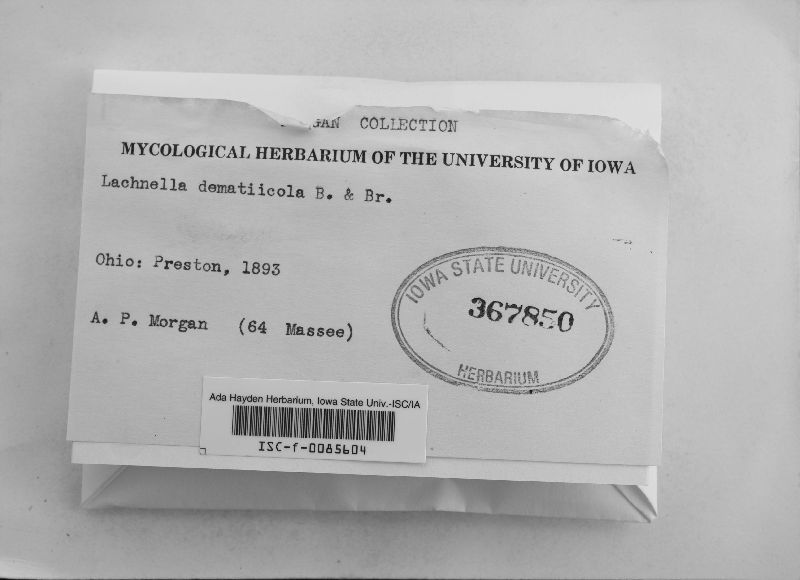 COLLECTION
MYCOLOGICAL HERBARIUM OF THE UNIVERSITY OF IOWA
Lachnella dematiicola B. & Br.
Ohio: Preston, 1893
A. P. Morgan (64 Massee)
IOWA STATE UNIVERSITY
367850
HERBARIUM
Ada Hayden Herbarium, Iowa State Univ.-ISC/IA
ISC-f-0085604